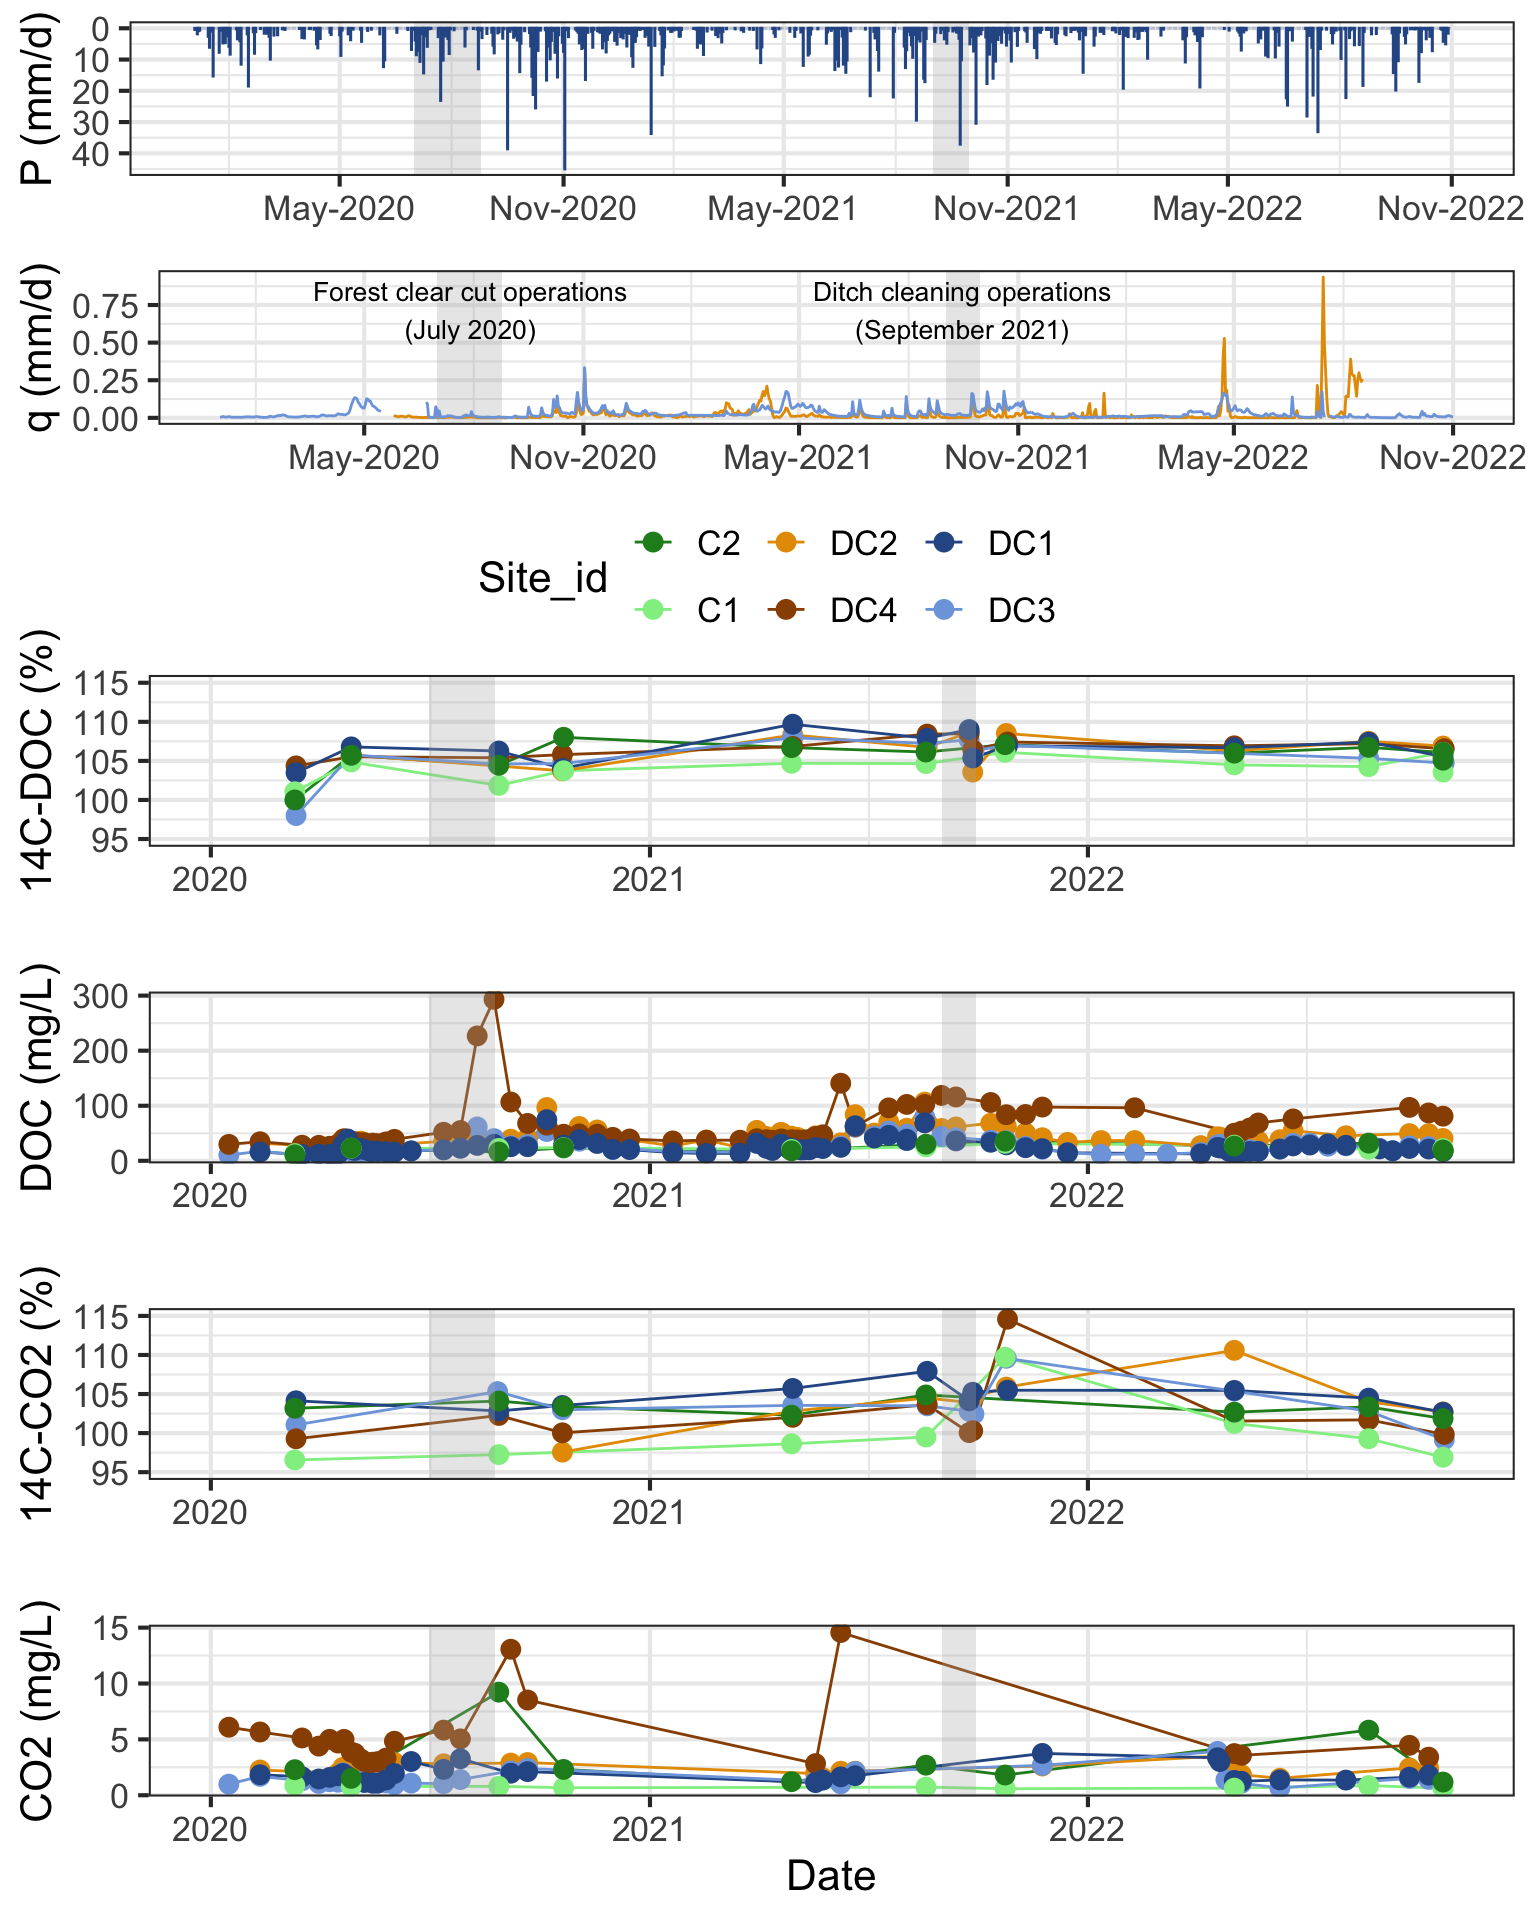 P (mm/d)
0
10
20
30
40
May-2020 Nov-2020 May-2021 Nov-2021 May-2022 Nov-2022
q (mm/d)
0.75
0.50
0.25
0.00
Forest clear cut operations
(July 2020)
Ditch cleaning operations
(September 2021)
May-2020 Nov-2020 May-2021 Nov-2021 May-2022 Nov-2022
Site_id
C2 DC2 DC1
C1 DC4 DC3
14C-DOC (%)
115
110
105
100
95
2020 2021 2022
DOC (mg/L)
300
200
100
0
2020 2021 2022
14C-CO2 (%)
115
110
105
100
95
2020 2021 2022
CO2 (mg/L)
15
10
5
0
2020 2021 2022
Date